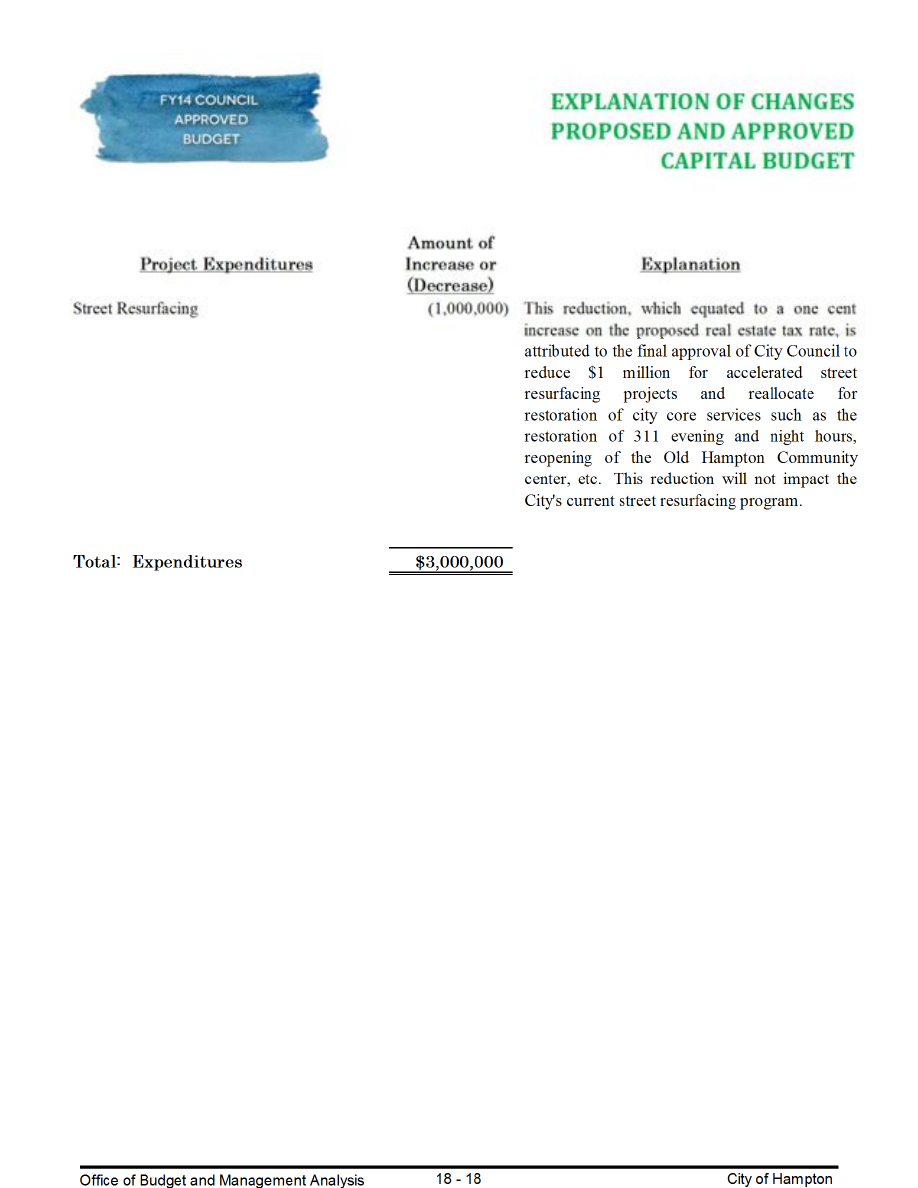 FY14 COUNCIL
APPROVED
BUDGET
EXPLANATION OF CHANGES
PROPOSED AND APPROVED
CAPITAL BUDGET
Project Expenditures
Amount of
Increase or
(Decrease)
Explanation
Street Resurfacing
(1,000,000)
This reduction, which equated to a one cent
increase on the proposed real estate tax rate, is
attributed to the final approval of City Council to
reduce $1 million for accelerated street
resurfacing projects and reallocate for
restoration of city core services such as the
restoration of 311 evening and night hours,
reopening of the Old Hampton Community
center, etc. This reduction will not impact the
City's current street resurfacing program.
Total: Expenditures
$3,000,000
Office of Budget and Management Analysis
18 - 18
City of Hampton